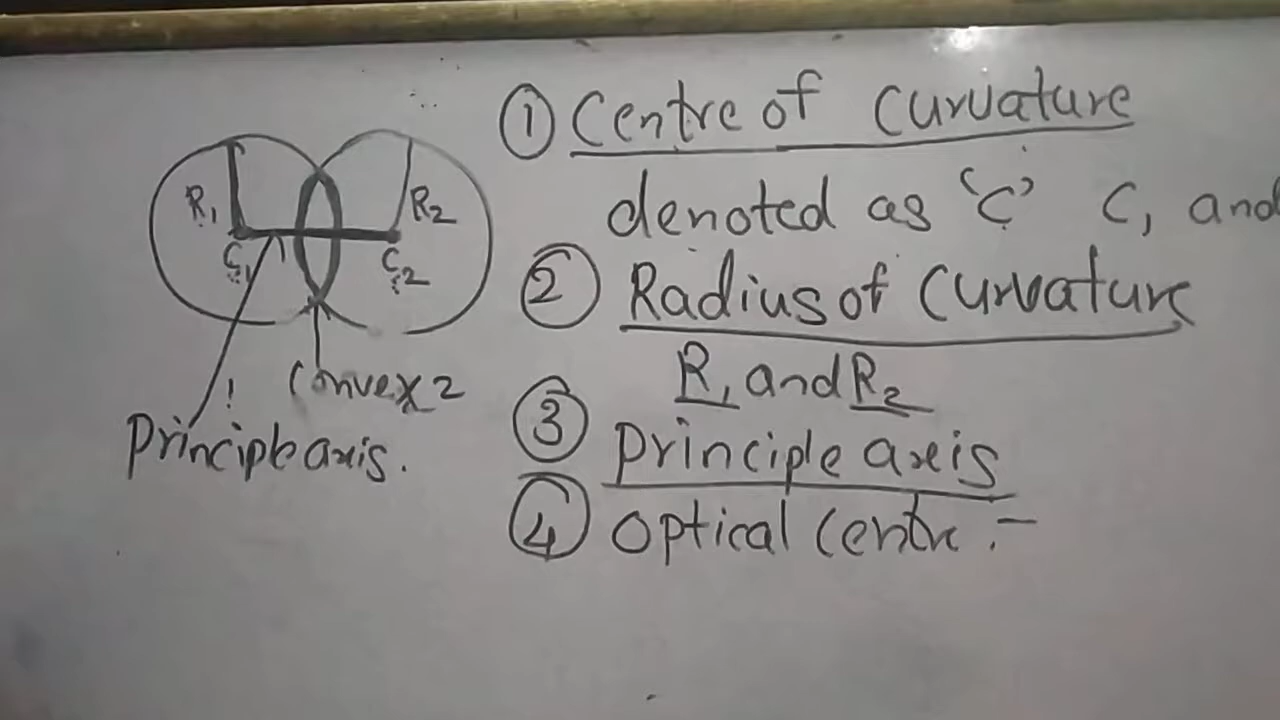 ① Centre of Curvature
denoted as 'C' C, and
② Radius of Curvature
R₁ and R₂
③ Principle axis
④ Optical Centre :-
R₁
R₂
C₁
C₂
Convex
Principle axis.